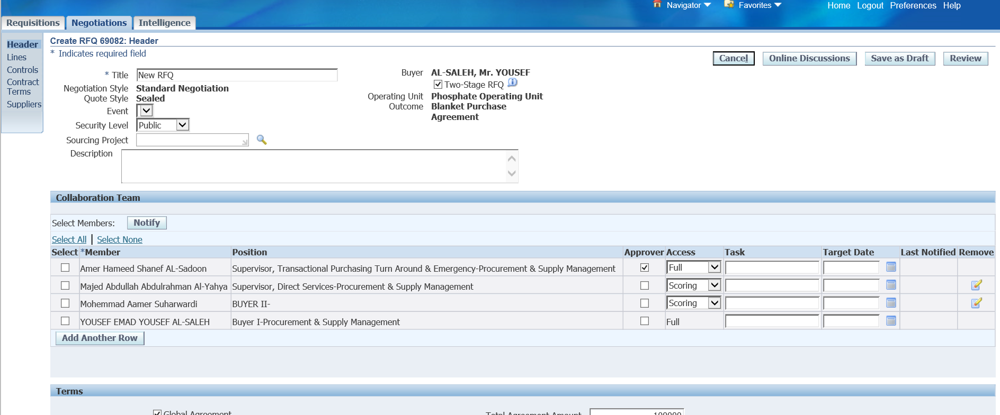 Navigator Favorites Home Logout Preferences Help
Requisitions Negotiations Intelligence
Header
Lines
Controls
Contract
Terms
Suppliers
Create RFQ 69082: Header
* Indicates required field
Cancel Online Discussions Save as Draft Review
* Title New RFQ
Negotiation Style Standard Negotiation
Quote Style Sealed
Event
Security Level Public
Sourcing Project
Description
Buyer AL-SALEH, Mr. YOUSEF
Two-Stage RFQ
Operating Unit Phosphate Operating Unit
Outcome Blanket Purchase
Agreement
Collaboration Team
Select Members: Notify
Select All | Select None
Select *Member Position Approver Access Task Target Date Last Notified Remove
Amer Hameed Shanef AL-Sadoon Supervisor, Transactional Purchasing Turn Around & Emergency-Procurement & Supply Management Full
Majed Abdullah Abdulrahman Al-Yahya Supervisor, Direct Services-Procurement & Supply Management Scoring
Mohemmad Aamer Suharwardi BUYER II- Scoring
YOUSEF EMAD YOUSEF AL-SALEH Buyer I-Procurement & Supply Management Full
Add Another Row
Terms
Global Agreement Total Agreement Amount 100000